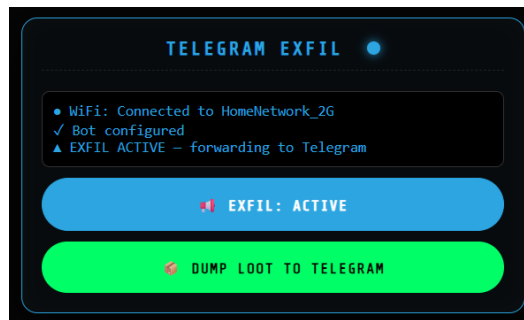 TELEGRAM EXFIL
● WiFi: Connected to HomeNetwork_2G
✓ Bot configured
▲ EXFIL ACTIVE — forwarding to Telegram
📢 EXFIL: ACTIVE
📦 DUMP LOOT TO TELEGRAM